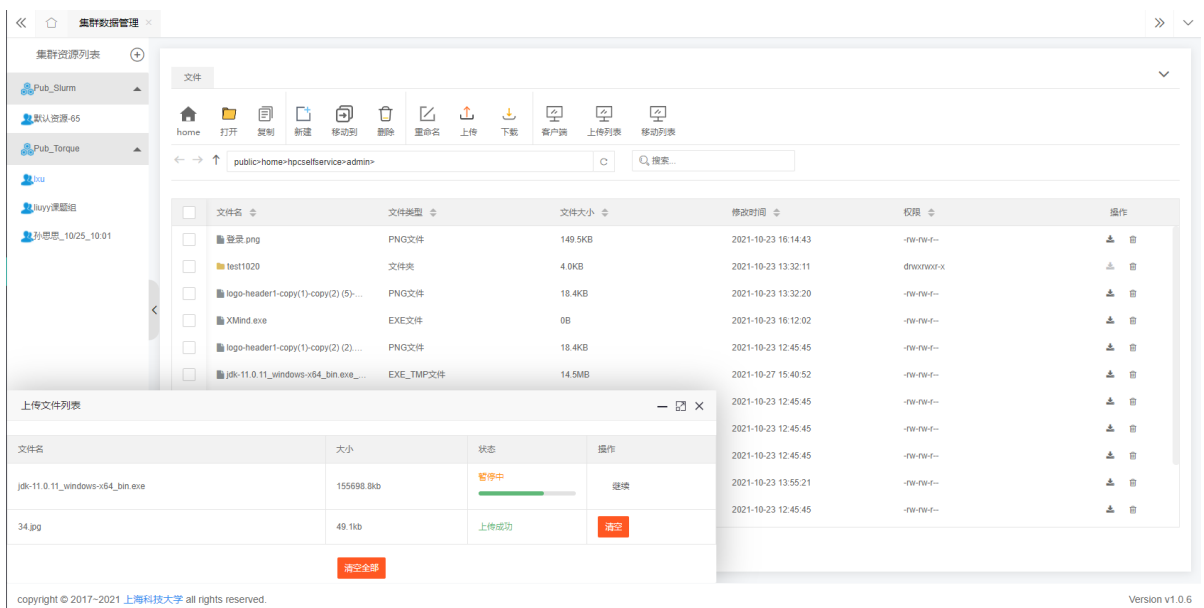 集群数据管理
集群资源列表
Pub_Slurm
默认资源-65
Pub_Torque
lxu
liuyy课题组
孙思思_10/25_10:01
文件
home 打开 复制 新建 移动到 删除 重命名 上传 下载 客户端 上传列表 移动列表
public>home>hpcselfservice>admin> 搜索...
文件名 文件类型 文件大小 修改时间 权限 操作
登录.png PNG文件 149.5KB 2021-10-23 16:14:43 -rw-rw-r--
test1020 文件夹 4.0KB 2021-10-23 13:32:11 drwxrwxr-x
logo-header1-copy(1)-copy(2) (5)-... PNG文件 18.4KB 2021-10-23 13:32:20 -rw-rw-r--
XMind.exe EXE文件 0B 2021-10-23 16:12:02 -rw-rw-r--
logo-header1-copy(1)-copy(2) (2).... PNG文件 18.4KB 2021-10-23 12:45:45 -rw-rw-r--
jdk-11.0.11_windows-x64_bin.exe_... EXE_TMP文件 14.5MB 2021-10-27 15:40:52 -rw-rw-r--
2021-10-23 12:45:45 -rw-rw-r--
2021-10-23 12:45:45 -rw-rw-r--
2021-10-23 12:45:45 -rw-rw-r--
2021-10-23 13:55:21 -rw-rw-r--
2021-10-23 12:45:45 -rw-rw-r--
上传文件列表
文件名 大小 状态 操作
jdk-11.0.11_windows-x64_bin.exe 155698.8kb 暂停中 继续
34.jpg 49.1kb 上传成功 清空
清空全部
copyright © 2017~2021 上海科技大学 all rights reserved. Version v1.0.6